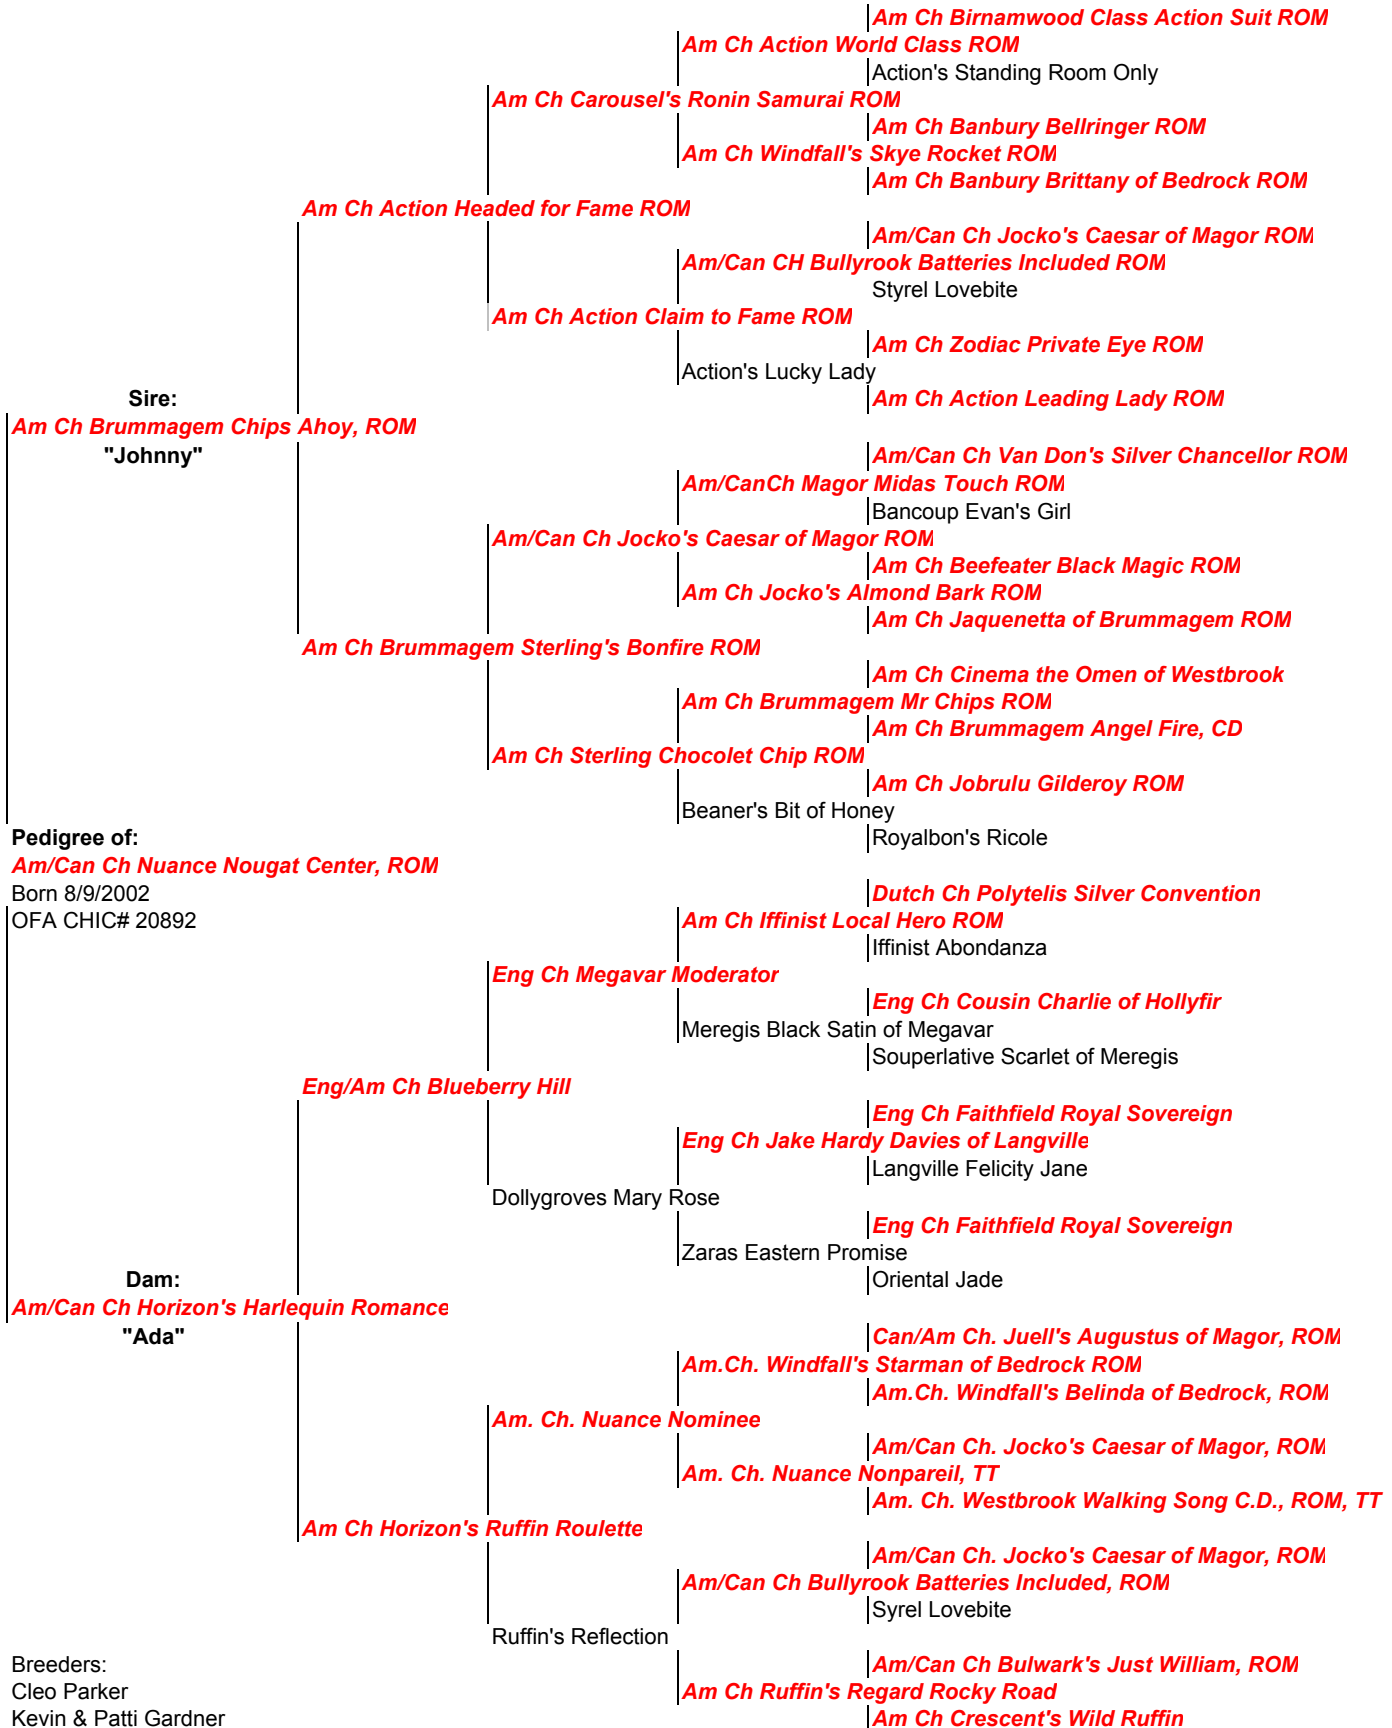 Am Ch Birnamwood Class Action Suit ROM
Am Ch Action World Class ROM
Action's Standing Room Only
Am Ch Carousel's Ronin Samurai ROM
Am Ch Banbury Bellringer ROM
Am Ch Windfall's Skye Rocket ROM
Am Ch Banbury Brittany of Bedrock ROM
Am Ch Action Headed for Fame ROM
Am/Can Ch Jocko's Caesar of Magor ROM
Am/Can CH Bullyrook Batteries Included ROM
Styrel Lovebite
Am Ch Action Claim to Fame ROM
Am Ch Zodiac Private Eye ROM
Action's Lucky Lady
Sire:
Am Ch Action Leading Lady ROM
Am Ch Brummagem Chips Ahoy, ROM
"Johnny"
Am/Can Ch Van Don's Silver Chancellor ROM
Am/CanCh Magor Midas Touch ROM
Bancoup Evan's Girl
Am/Can Ch Jocko's Caesar of Magor ROM
Am Ch Beefeater Black Magic ROM
Am Ch Jocko's Almond Bark ROM
Am Ch Jaquenetta of Brummagem ROM
Am Ch Brummagem Sterling's Bonfire ROM
Am Ch Cinema the Omen of Westbrook
Am Ch Brummagem Mr Chips ROM
Am Ch Brummagem Angel Fire, CD
Am Ch Sterling Chocolet Chip ROM
Am Ch Jobrulu Gilderoy ROM
Beaner's Bit of Honey
Pedigree of:
Royalbon's Ricole
Am/Can Ch Nuance Nougat Center, ROM
Born 8/9/2002
Dutch Ch Polytelis Silver Convention
OFA CHIC# 20892
Am Ch Iffinist Local Hero ROM
Iffinist Abondanza
Eng Ch Megavar Moderator
Eng Ch Cousin Charlie of Hollyfir
Meregis Black Satin of Megavar
Souperlative Scarlet of Meregis
Eng/Am Ch Blueberry Hill
Eng Ch Faithfield Royal Sovereign
Eng Ch Jake Hardy Davies of Langville
Langville Felicity Jane
Dollygroves Mary Rose
Eng Ch Faithfield Royal Sovereign
Zaras Eastern Promise
Dam:
Oriental Jade
Am/Can Ch Horizon's Harlequin Romance
"Ada"
Can/Am Ch. Juell's Augustus of Magor, ROM
Am.Ch. Windfall's Starman of Bedrock ROM
Am.Ch. Windfall's Belinda of Bedrock, ROM
Am. Ch. Nuance Nominee
Am/Can Ch. Jocko's Caesar of Magor, ROM
Am. Ch. Nuance Nonpareil, TT
Am. Ch. Westbrook Walking Song C.D., ROM, TT
Am Ch Horizon's Ruffin Roulette
Am/Can Ch. Jocko's Caesar of Magor, ROM
Am/Can Ch Bullyrook Batteries Included, ROM
Syrel Lovebite
Ruffin's Reflection
Breeders:
Am/Can Ch Bulwark's Just William, ROM
Cleo Parker
Am Ch Ruffin's Regard Rocky Road
Kevin & Patti Gardner
Am Ch Crescent's Wild Ruffin